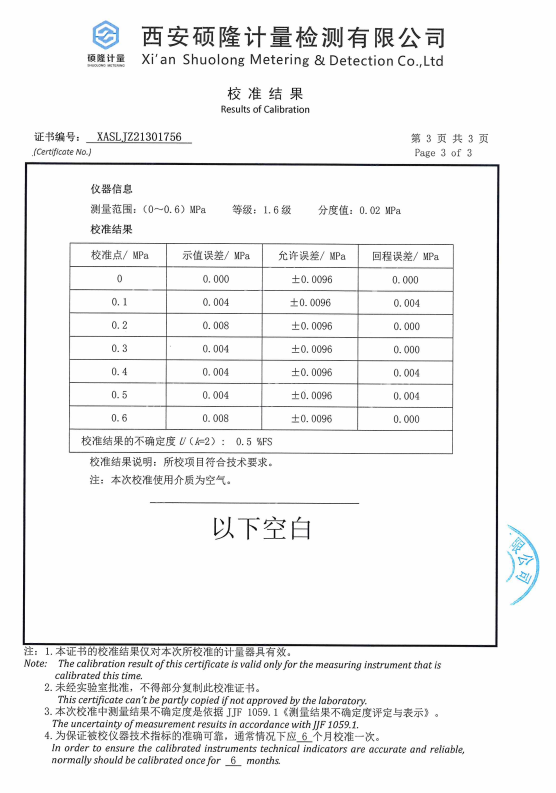 硕隆计量
SHUOLONG METERING
西安硕隆计量检测有限公司
Xi'an Shuolong Metering & Detection Co.,Ltd
校 准 结 果
Results of Calibration
证书编号： XASLJZ21301756
(Certificate No.)
第 3 页 共 3 页
Page 3 of 3
仪器信息
测量范围：（0～0.6）MPa 等级：1.6 级 分度值：0.02 MPa
校准结果
校准点/ MPa 示值误差/ MPa 允许误差/ MPa 回程误差/ MPa
0 0.000 ±0.0096 0.000
0.1 0.004 ±0.0096 0.004
0.2 0.008 ±0.0096 0.000
0.3 0.004 ±0.0096 0.000
0.4 0.004 ±0.0096 0.004
0.5 0.004 ±0.0096 0.004
0.6 0.008 ±0.0096 0.000
校准结果的不确定度 U（k=2）： 0.5 %FS
校准结果说明：所校项目符合技术要求。
注：本次校准使用介质为空气。
以下空白
限公司
注：1.本证书的校准结果仅对本次所校准的计量器具有效。
Note: The calibration result of this certificate is valid only for the measuring instrument that is
calibrated this time.
2.未经实验室批准，不得部分复制此校准证书。
This certificate can't be partly copied if not approved by the laboratory.
3.本次校准中测量结果不确定度是依据 JJF 1059.1《测量结果不确定度评定与表示》。
The uncertainty of measurement results in accordance with JJF 1059.1.
4.为保证被校仪器技术指标的准确可靠，通常情况下应 6 个月校准一次。
In order to ensure the calibrated instruments technical indicators are accurate and reliable,
normally should be calibrated once for 6 months.